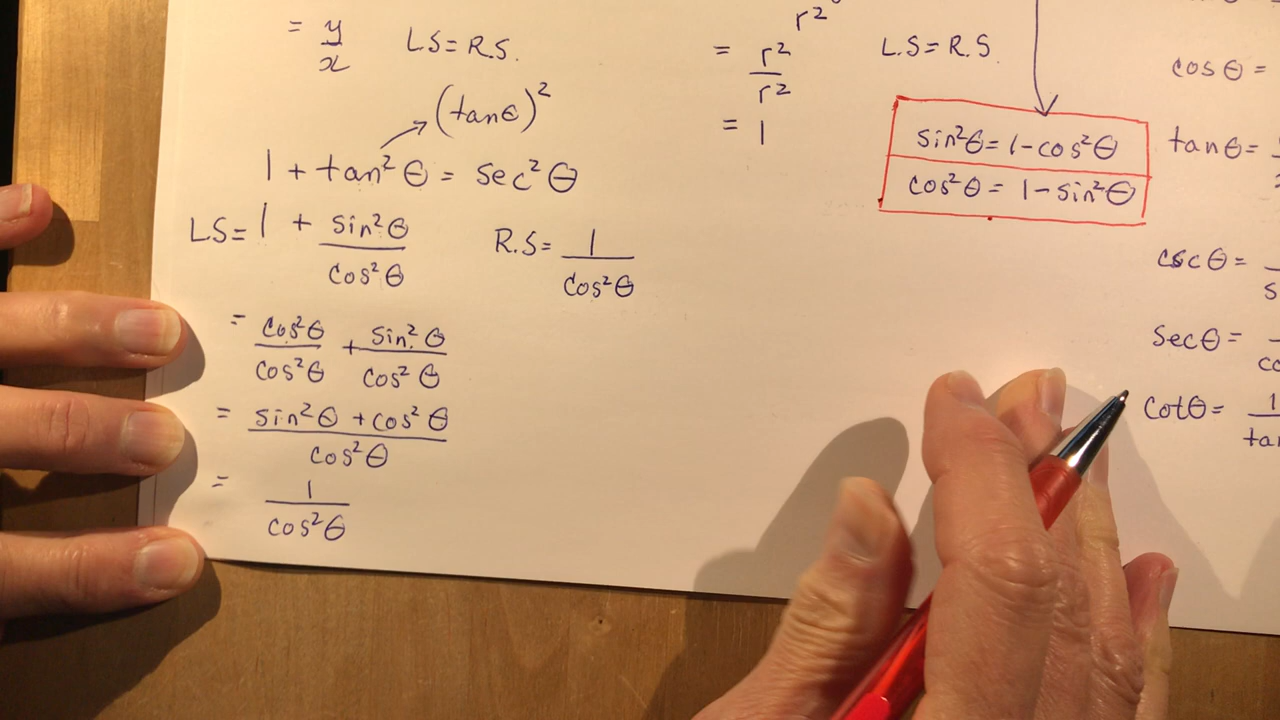 = y/x L.S = R.S.
(tanθ)²
1 + tan²θ = sec²θ
LS = 1 + sin²θ/cos²θ R.S = 1/cos²θ
= cos²θ/cos²θ + sin²θ/cos²θ
= sin²θ + cos²θ/cos²θ
= 1/cos²θ
r²
= r²/r² L.S = R.S.
= 1
sin²θ = 1 - cos²θ
cos²θ = 1 - sin²θ
cosθ =
tanθ =
cscθ =
secθ =
cotθ = 1/